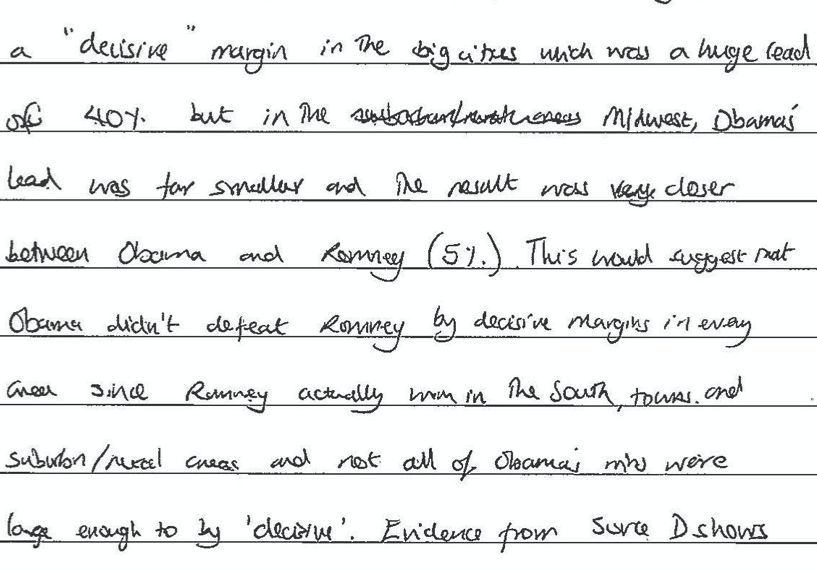 a "decisive" margin in the big cities which was a huge lead
of 40%. but in the Midwest, Obama's
lead was far smaller and the result was very closer
between Obama and Romney (5%.). This would suggest that
Obama didn't defeat Romney by decisive margins in every
area since Romney actually won in the South, towns and
suburban/rural areas and not all of Obama's wins were
large enough to by 'decisive'. Evidence from Surce D shows